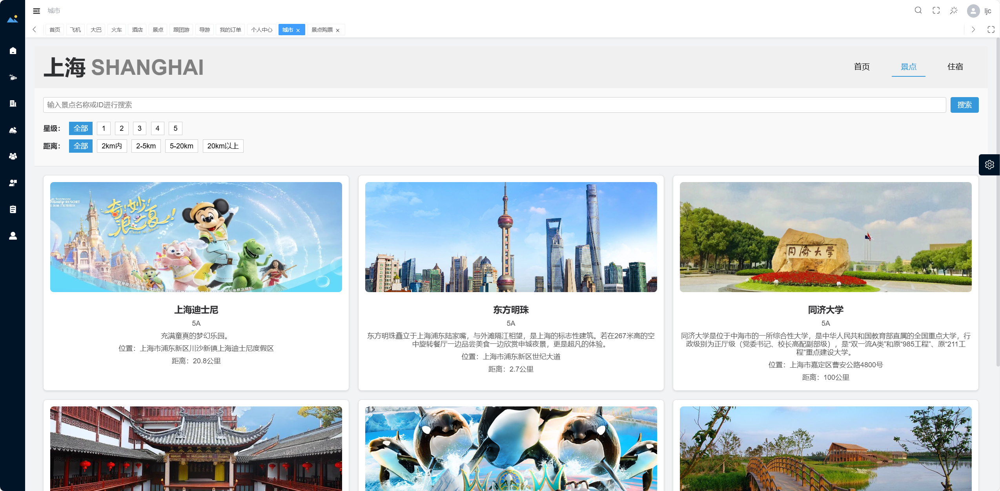 城市
ljc
首页 飞机 大巴 火车 酒店 景点 跟团游 导游 我的订单 个人中心 城市 景点购票
上海 SHANGHAI
首页 景点 住宿
输入景点名称或ID进行搜索
搜索
星级： 全部 1 2 3 4 5
距离： 全部 2km内 2-5km 5-20km 20km以上
SHANGHAI
DISNEY RESORT
上海迪士尼度假区
奇妙
浪一夏!
Catch the Wave!
上海迪士尼
5A
充满童真的梦幻乐园。
位置：上海市浦东新区川沙新镇上海迪士尼度假区
距离：20.8公里
东方明珠
5A
东方明珠矗立于上海浦东陆家嘴，与外滩隔江相望，是上海的标志性建筑。若在267米高的空
中旋转餐厅一边品尝美食一边欣赏申城夜景，更是超凡的体验。
位置：上海市浦东新区世纪大道
距离：2.7公里
同濟大学
同济大学
5A
同济大学是位于中海市的一所综合性大学，是中华人民共和国教育部直属的全国重点大学，行
政级别为正厅级（党委书记、校长高配副部级），是“双一流A类”和原“985工程”、原“211工
程”重点建设大学。
位置：上海市嘉定区曹安公路4800号
距离：100公里
WOW